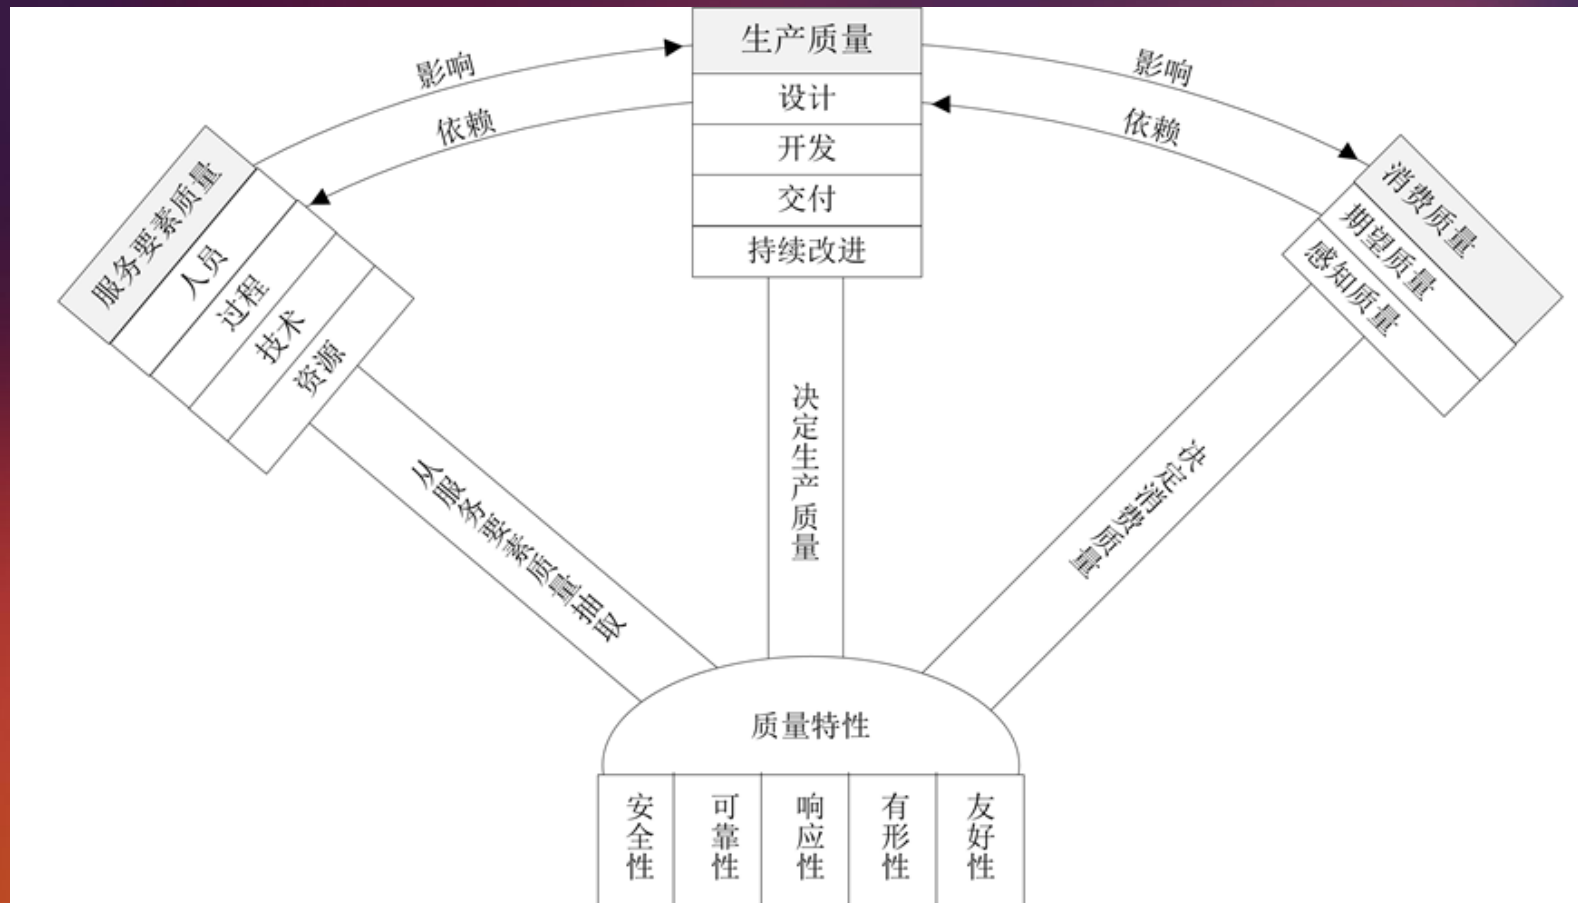 生产质量
设计
开发
交付
持续改进
影响
依赖
影响
依赖
服务要素质量
人员
过程
技术
资源
消费质量
期望质量
感知质量
从服务要素质量抽取
决定生产质量
决定消费质量
质量特性
安全性
可靠性
响应性
有形性
友好性